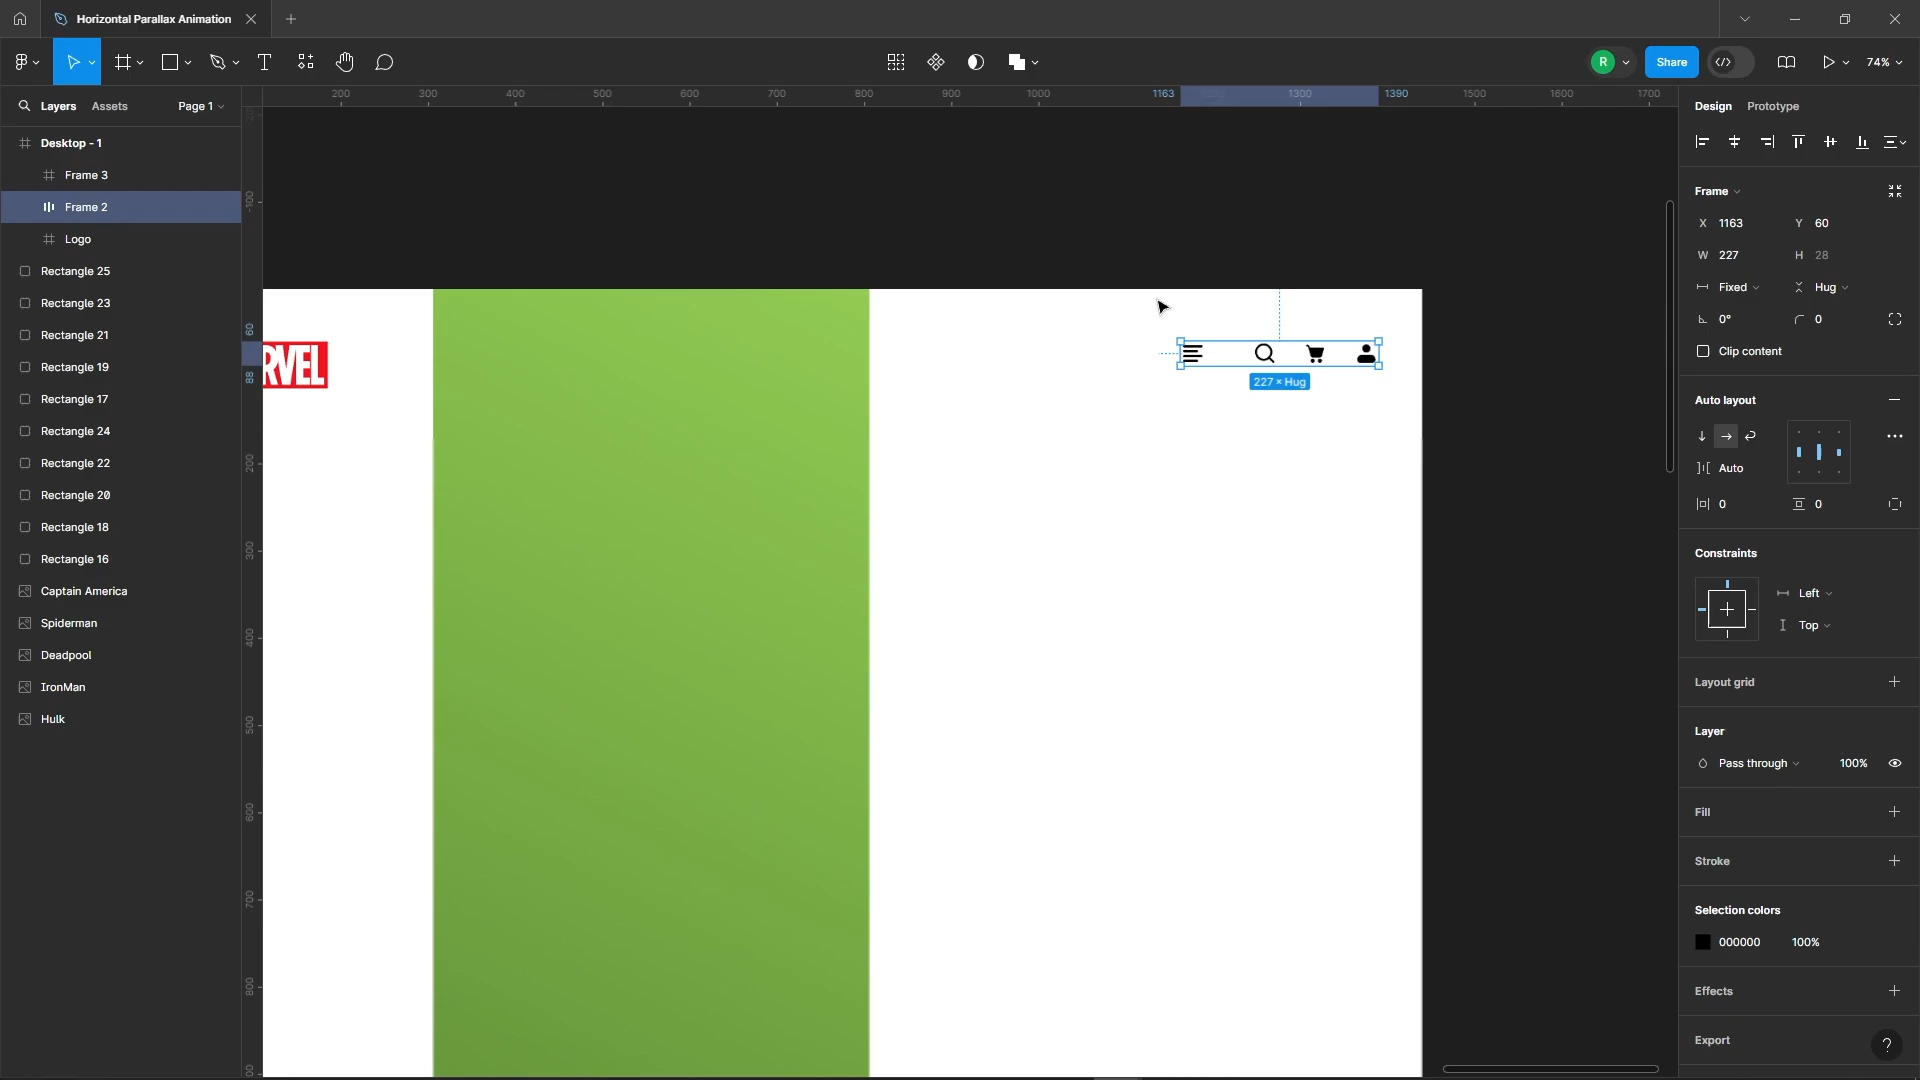 Horizontal Parallax Animation
R
Share
74%
Layers
Assets
Page 1
Desktop - 1
Frame 3
Frame 2
Logo
Rectangle 25
Rectangle 23
Rectangle 21
Rectangle 19
Rectangle 17
Rectangle 24
Rectangle 22
Rectangle 20
Rectangle 18
Rectangle 16
Captain America
Spiderman
Deadpool
IronMan
Hulk
200 300 400 500 600 700 800 900 1000 1163 1300 1390 1500 1600 1700
-100
60
88
200
300
400
500
600
700
800
RVEL
227 × Hug
Design
Prototype
Frame
X 1163 Y 60
W 227 H 28
Fixed Hug
0° 0
Clip content
Auto layout
Auto
0 0
Constraints
Left
Top
Layout grid
Layer
Pass through 100%
Fill
Stroke
Selection colors
000000 100%
Effects
Export
?